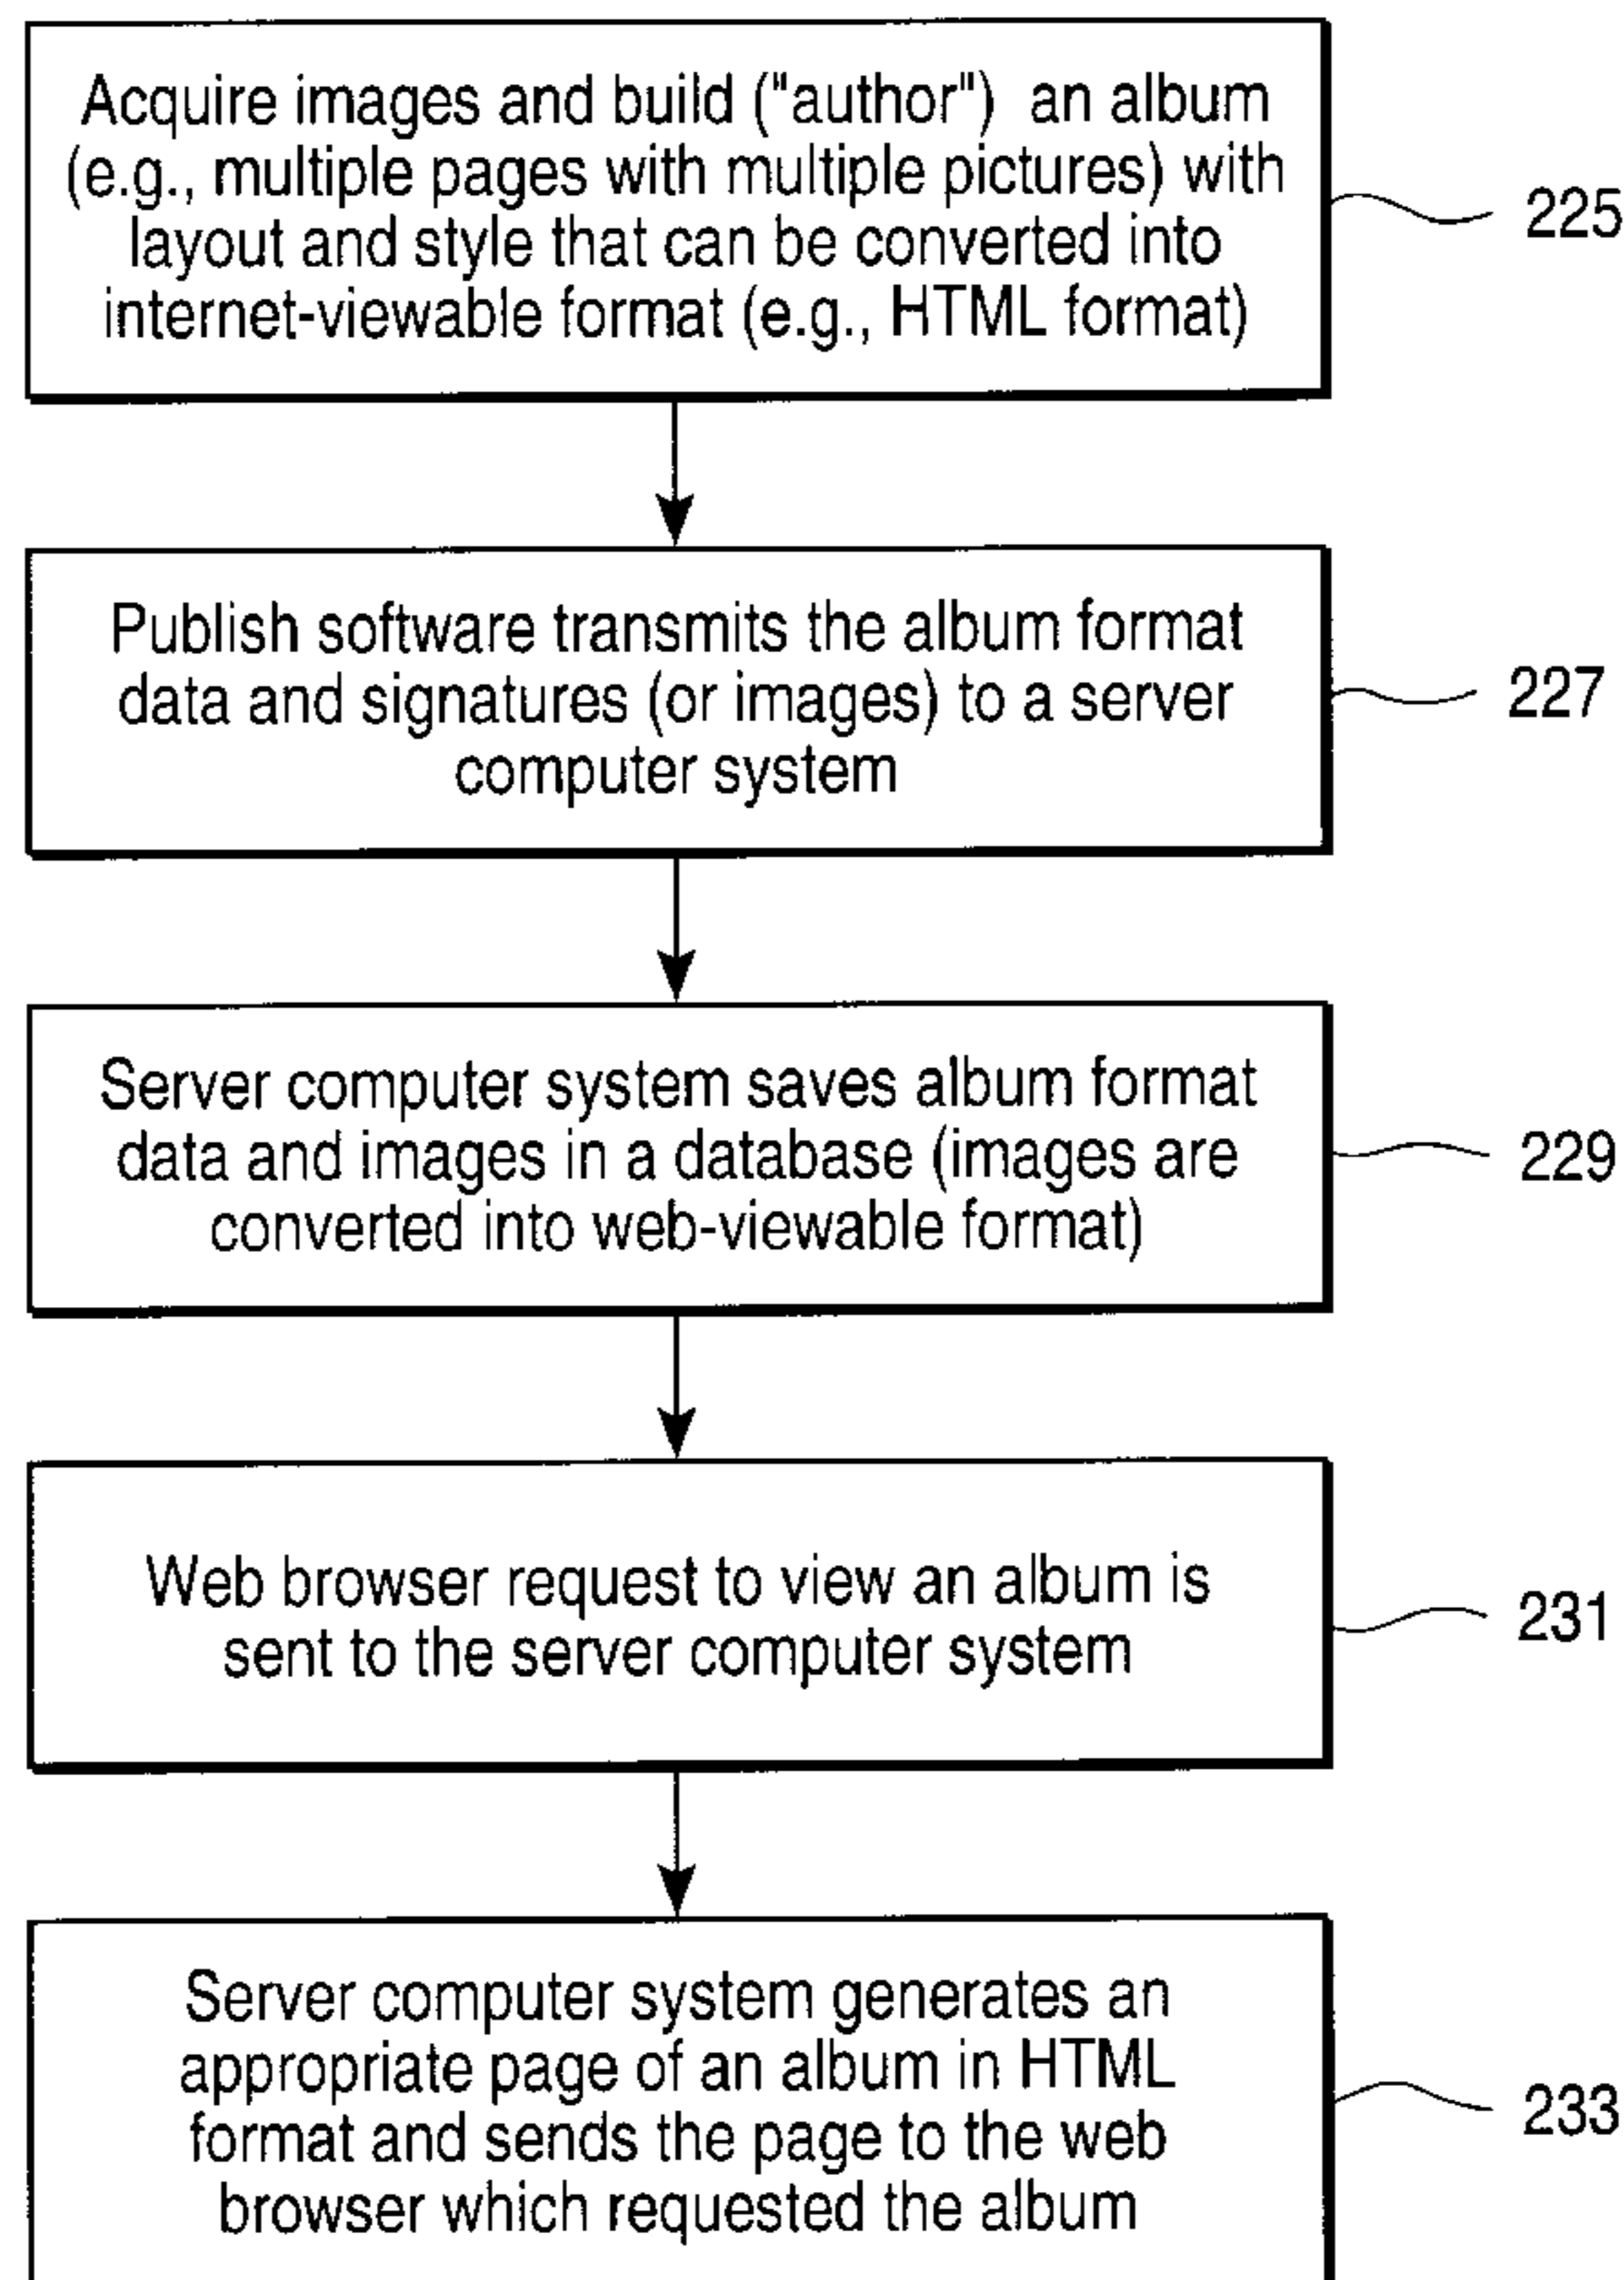 Acquire images and build ("author") an album
(e.g., multiple pages with multiple pictures) with
layout and style that can be converted into
internet-viewable format (e.g., HTML format)
225
Publish software transmits the album format
data and signatures (or images) to a server
computer system
227
Server computer system saves album format
data and images in a database (images are
converted into web-viewable format)
229
Web browser request to view an album is
sent to the server computer system
231
Server computer system generates an
appropriate page of an album in HTML
format and sends the page to the web
browser which requested the album
233